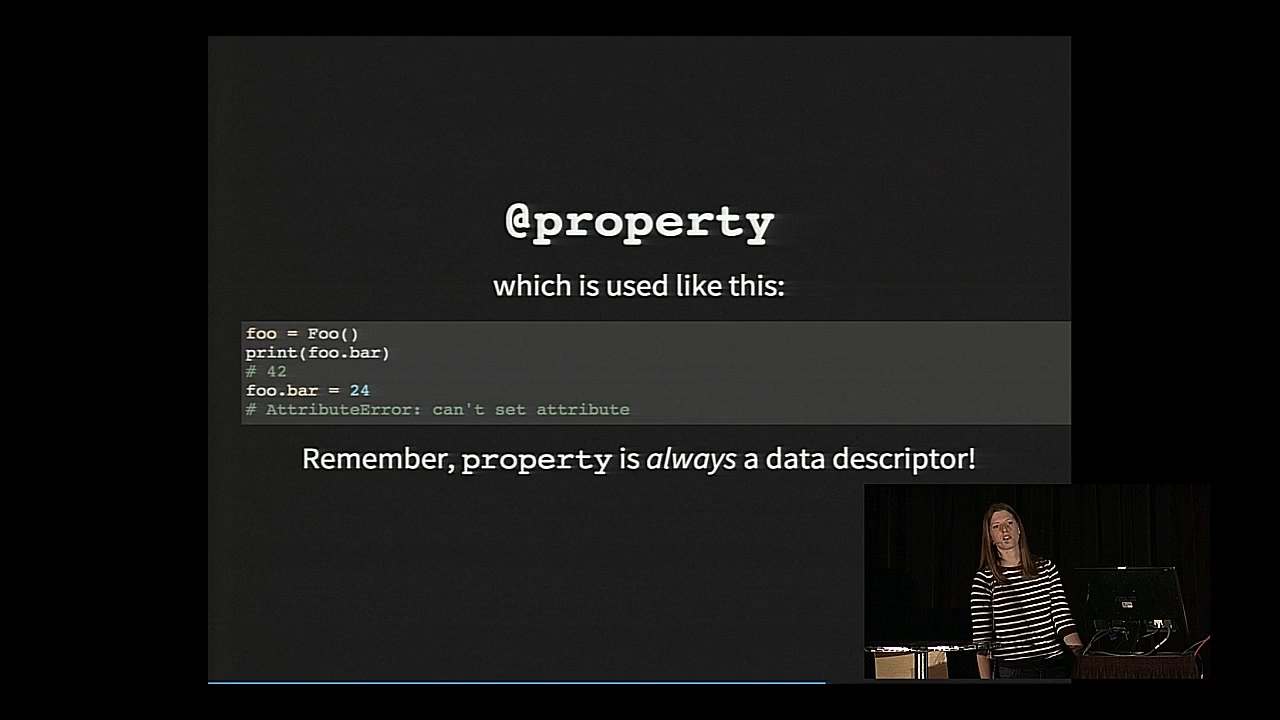 @property
which is used like this:
foo = Foo()
print(foo.bar)
# 42
foo.bar = 24
# AttributeError: can't set attribute
Remember, property is always a data descriptor!